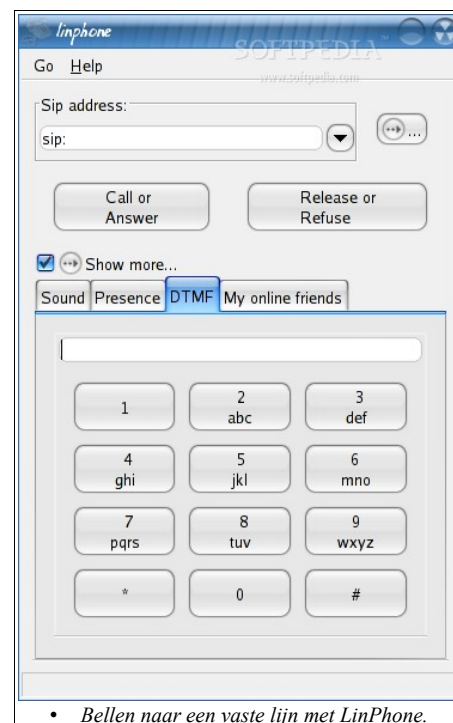 linphone
SOFTPEDIA™
www.softpedia.com
Go Help
Sip address:
sip:
...
Call or
Answer
Release or
Refuse
Show more...
Sound Presence DTMF My online friends
1
2
abc
3
def
4
ghi
5
jkl
6
mno
7
pqrs
8
tuv
9
wxyz
*
0
#
• Bellen naar een vaste lijn met LinPhone.